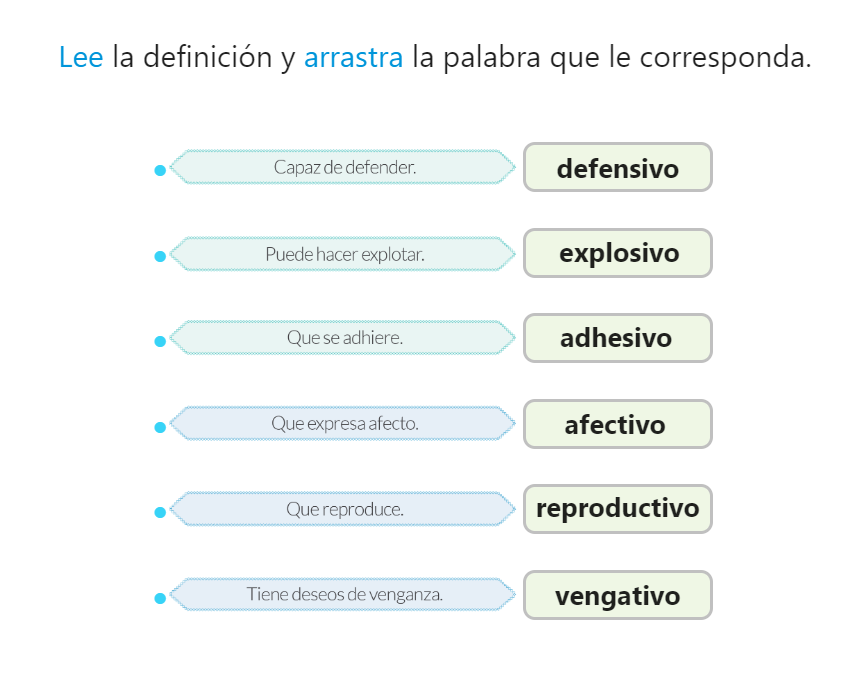 Lee la definición y arrastra la palabra que le corresponda.
Capaz de defender. defensivo
Puede hacer explotar. explosivo
Que se adhiere. adhesivo
Que expresa afecto. afectivo
Que reproduce. reproductivo
Tiene deseos de venganza. vengativo